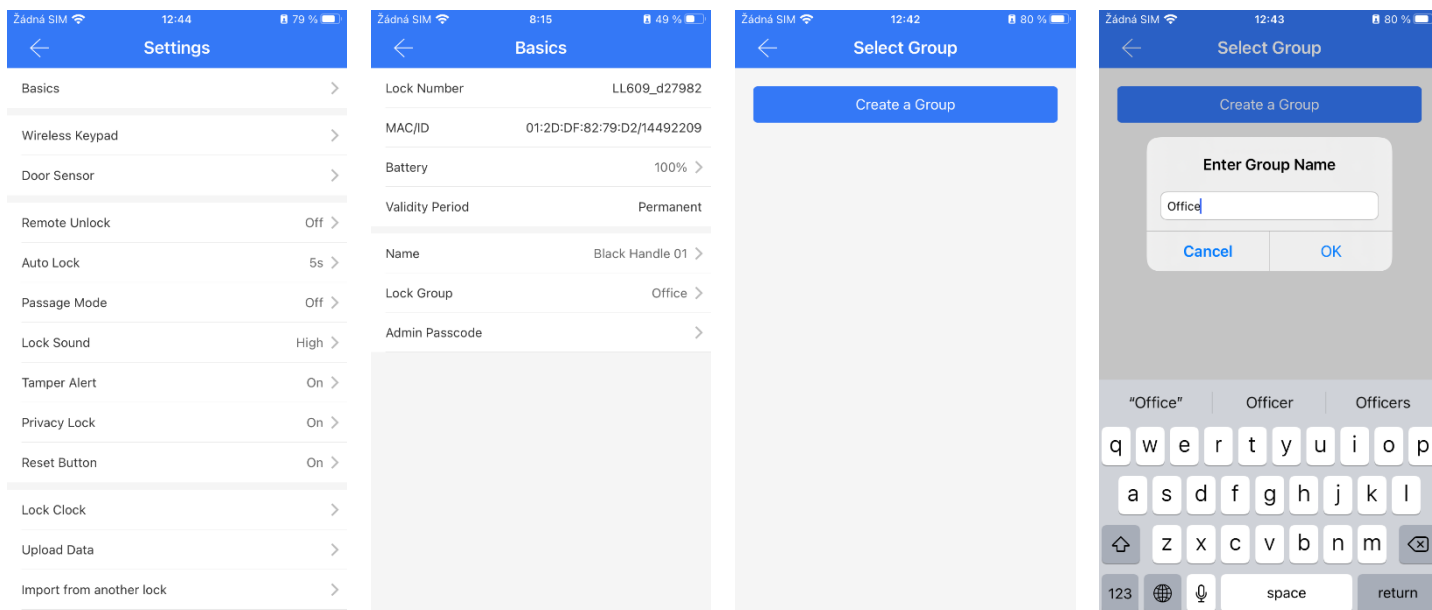 Žádná SIM 12:44 79 %
Settings
Basics
Wireless Keypad
Door Sensor
Remote Unlock Off
Auto Lock 5s
Passage Mode Off
Lock Sound High
Tamper Alert On
Privacy Lock On
Reset Button On
Lock Clock
Upload Data
Import from another lock
Žádná SIM 8:15 49 %
Basics
Lock Number LL609_d27982
MAC/ID 01:2D:DF:82:79:D2/14492209
Battery 100%
Validity Period Permanent
Name Black Handle 01
Lock Group Office
Admin Passcode
Žádná SIM 12:42 80 %
Select Group
Create a Group
Žádná SIM 12:43 80 %
Select Group
Create a Group
Enter Group Name
Office
Cancel OK
“Office” Officer Officers
q w e r t y u i o p
a s d f g h j k l
z x c v b n m
123 space return